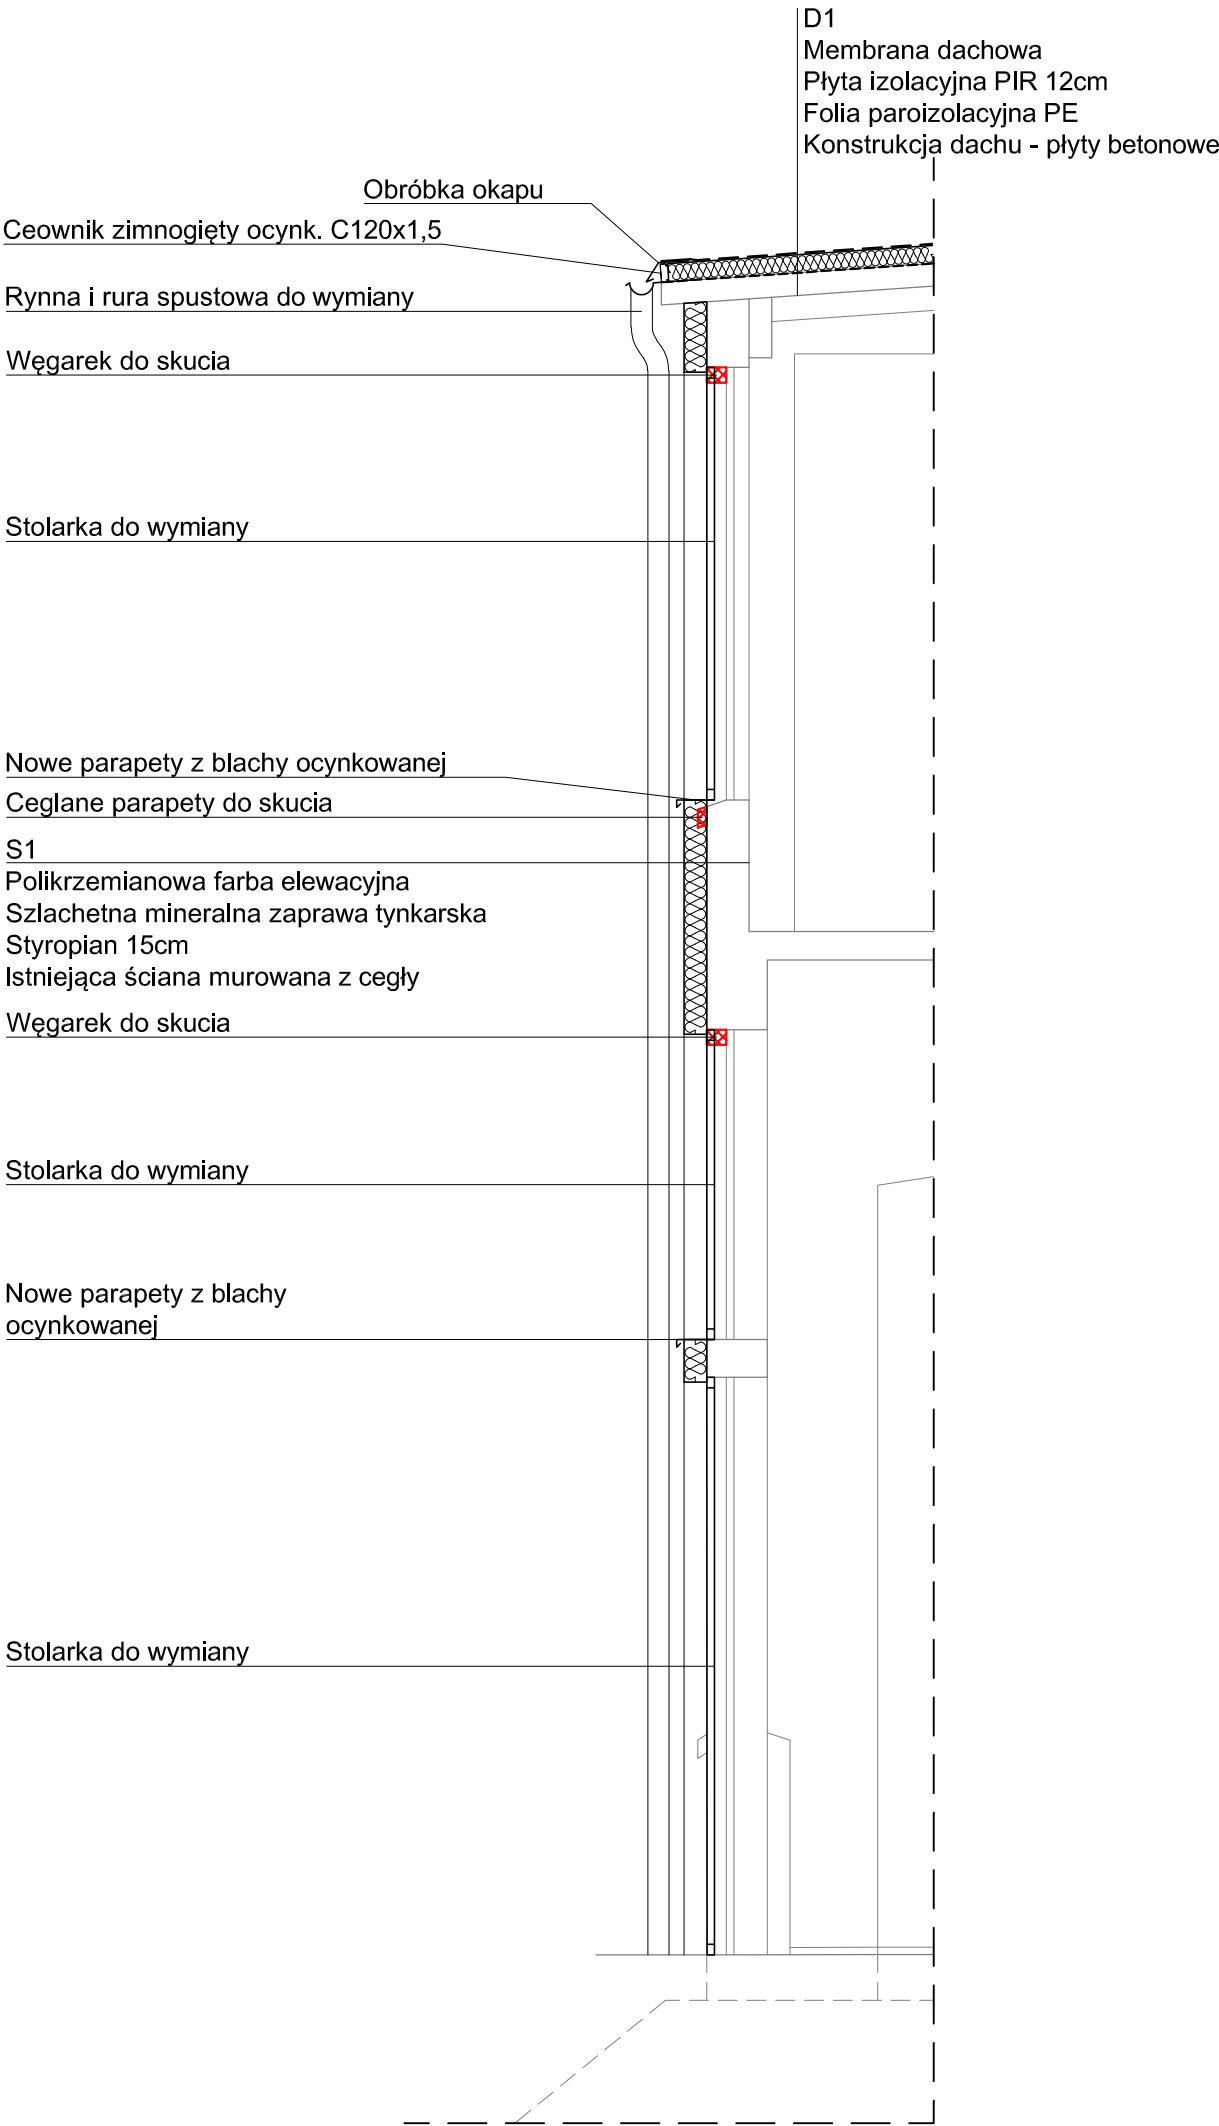 D1
Membrana dachowa
Płyta izolacyjna PIR 12cm
Folia paroizolacyjna PE
Konstrukcja dachu - płyty betonowe
Obróbka okapu
Ceownik zimnogięty ocynk. C120x1,5
Rynna i rura spustowa do wymiany
Węgarek do skucia
Stolarka do wymiany
Nowe parapety z blachy ocynkowanej
Ceglane parapety do skucia
S1
Polikrzemianowa farba elewacyjna
Szlachetna mineralna zaprawa tynkarska
Styropian 15cm
Istniejąca ściana murowana z cegły
Węgarek do skucia
Stolarka do wymiany
Nowe parapety z blachy
ocynkowanej
Stolarka do wymiany